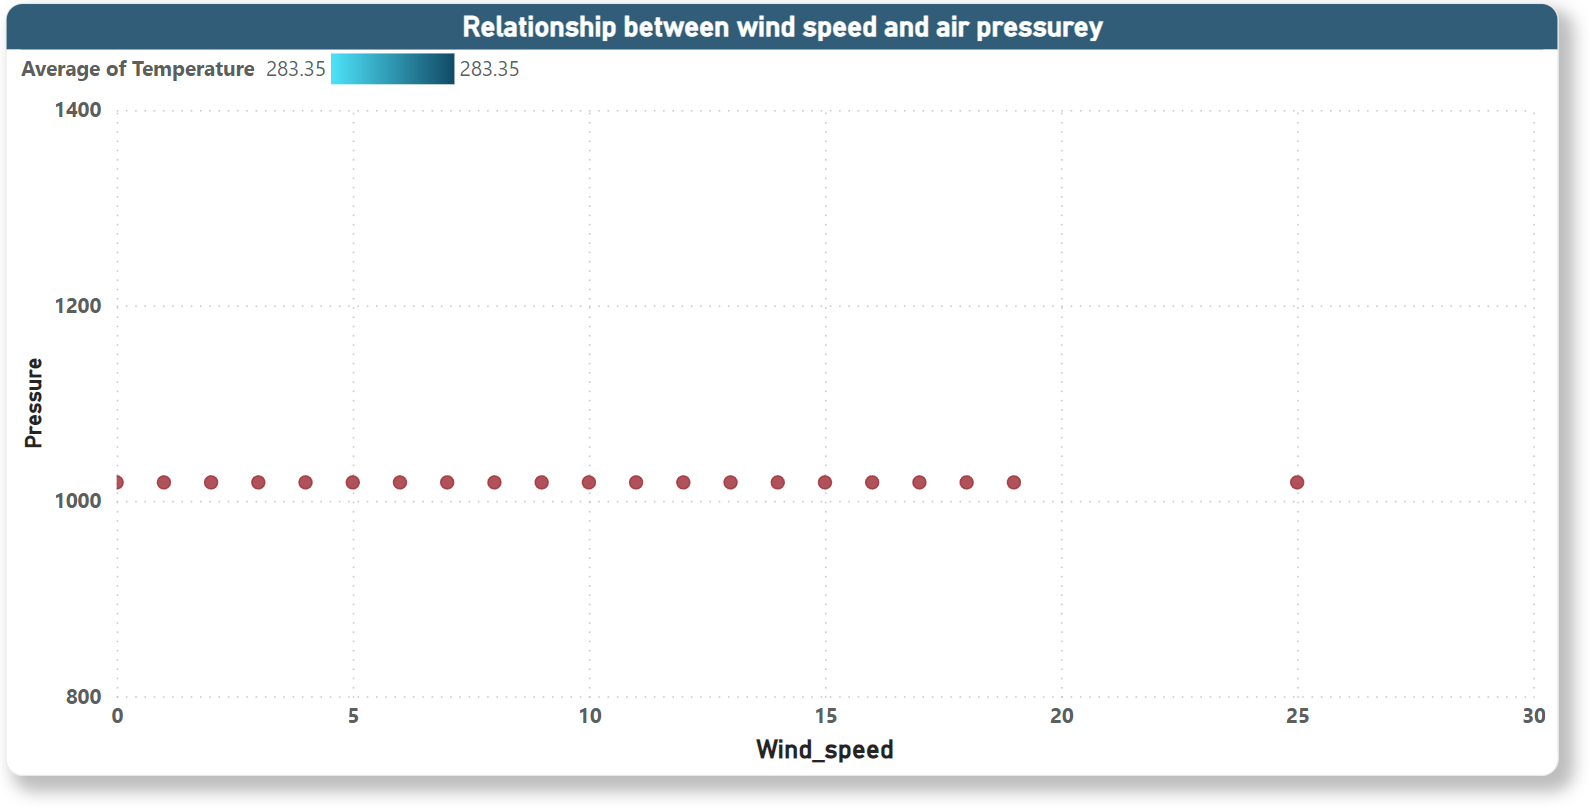 Relationship between wind speed and air pressurey
Average of Temperature 283.35 283.35
1400
1200
1000
800
Pressure
0 5 10 15 20 25 30
Wind_speed